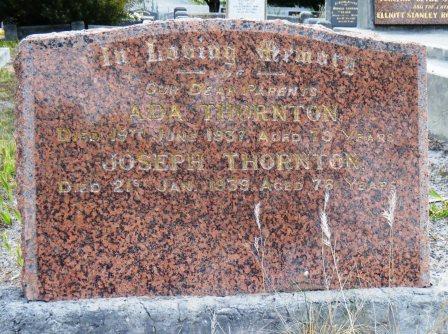 In Loving Memory
OF
OUR DEAR PARENTS
ADA THORNTON
DIED 19TH JUNE 1937, AGED 75 YEARS
JOSEPH THORNTON
DIED 21ST JAN. 1939, AGED 78 YEARS
ELLIOTT STANLEY